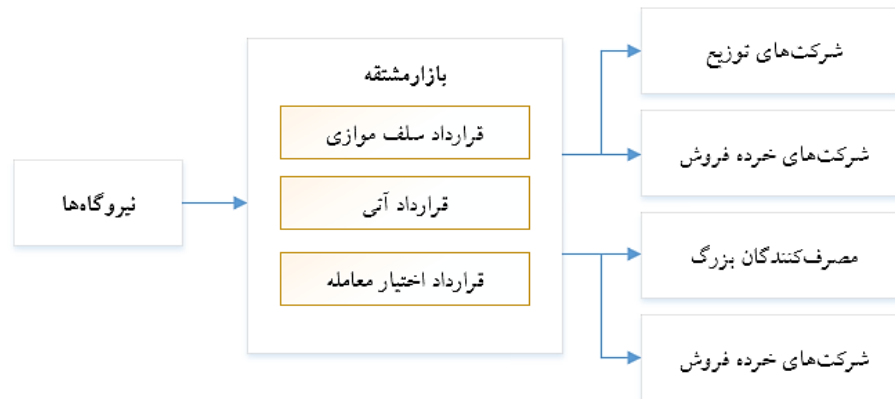 شرکت‌های توزیع
بازارمشتقه
قرارداد سلف موازی
شرکت‌های خرده فروش
نیروگاه‌ها
قرارداد آتی
مصرف‌کنندگان بزرگ
قرارداد اختیار معامله
شرکت‌های خرده فروش